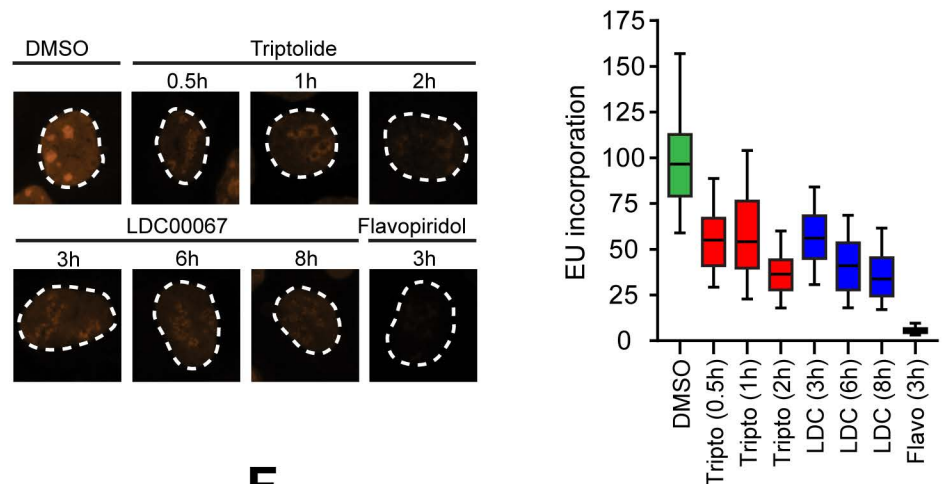 DMSO Triptolide
0.5h 1h 2h
LDC00067 Flavopiridol
3h 6h 8h 3h
175
150
125
100
75
50
25
0
EU incorporation
DMSO
Tripto (0.5h)
Tripto (1h)
Tripto (2h)
LDC (3h)
LDC (6h)
LDC (8h)
Flavo (3h)